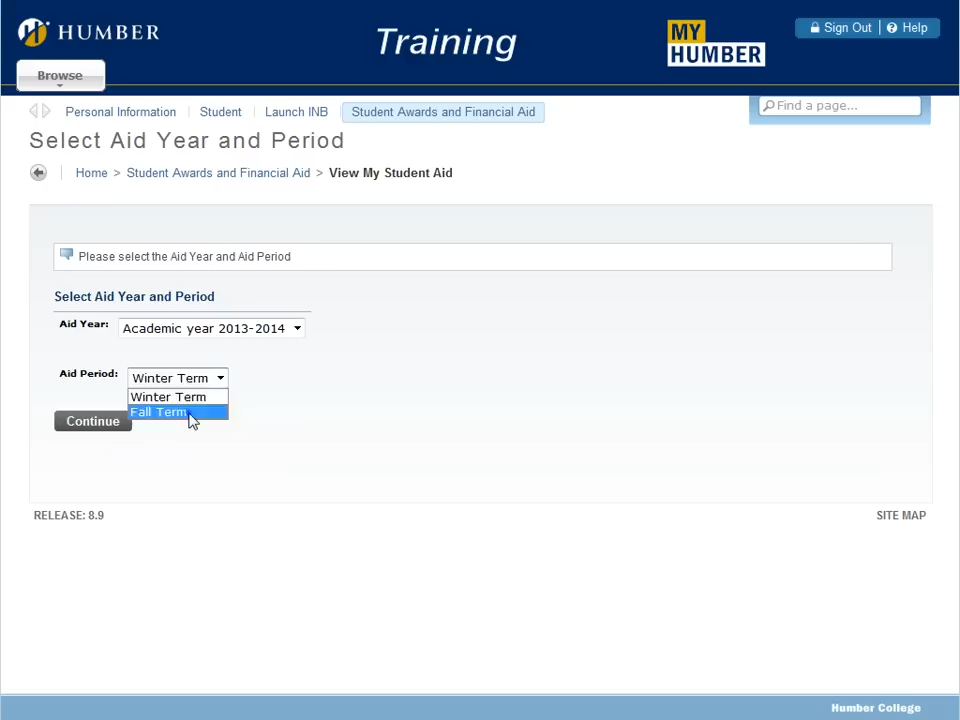 HUMBER
Training
MY
HUMBER
Sign Out
Help
Browse
Personal Information
Student
Launch INB
Student Awards and Financial Aid
Find a page...
Select Aid Year and Period
Home > Student Awards and Financial Aid > View My Student Aid
Please select the Aid Year and Aid Period
Select Aid Year and Period
Aid Year: Academic year 2013-2014
Aid Period: Winter Term
Winter Term
Fall Term
Continue
RELEASE: 8.9
SITE MAP
Humber College